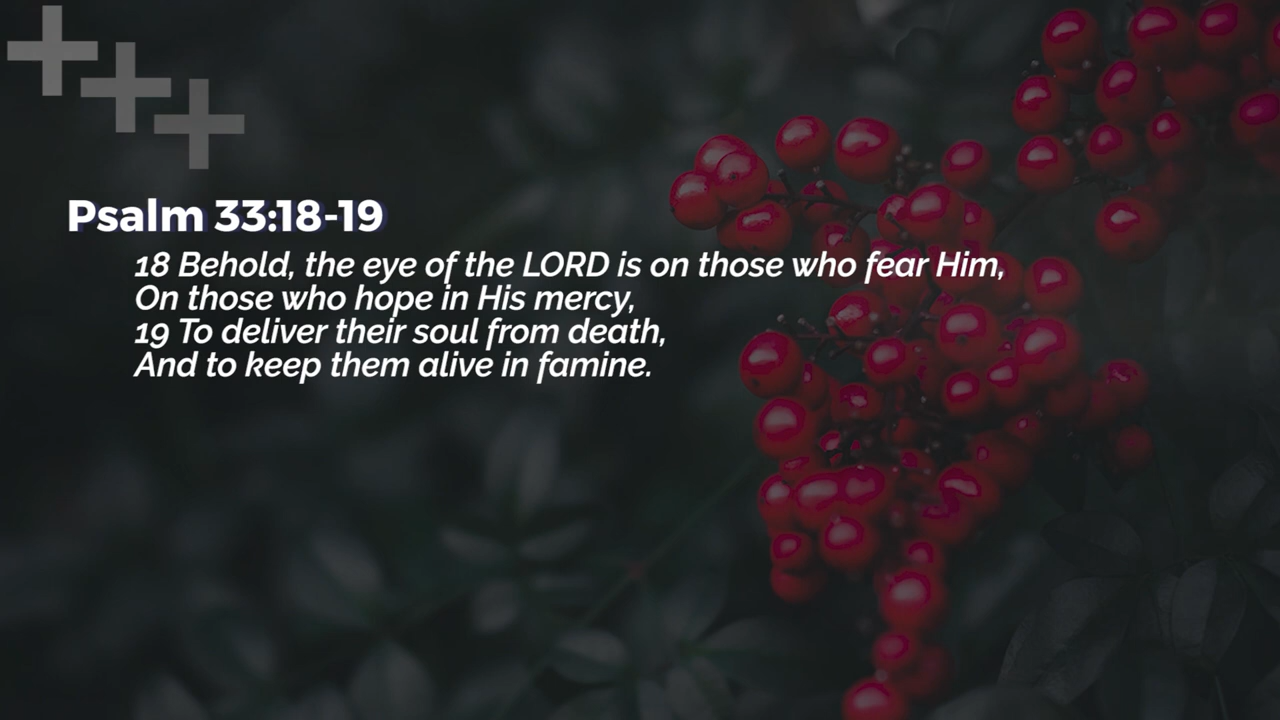 Psalm 33:18-19
18 Behold, the eye of the LORD is on those who fear Him,
On those who hope in His mercy,
19 To deliver their soul from death,
And to keep them alive in famine.